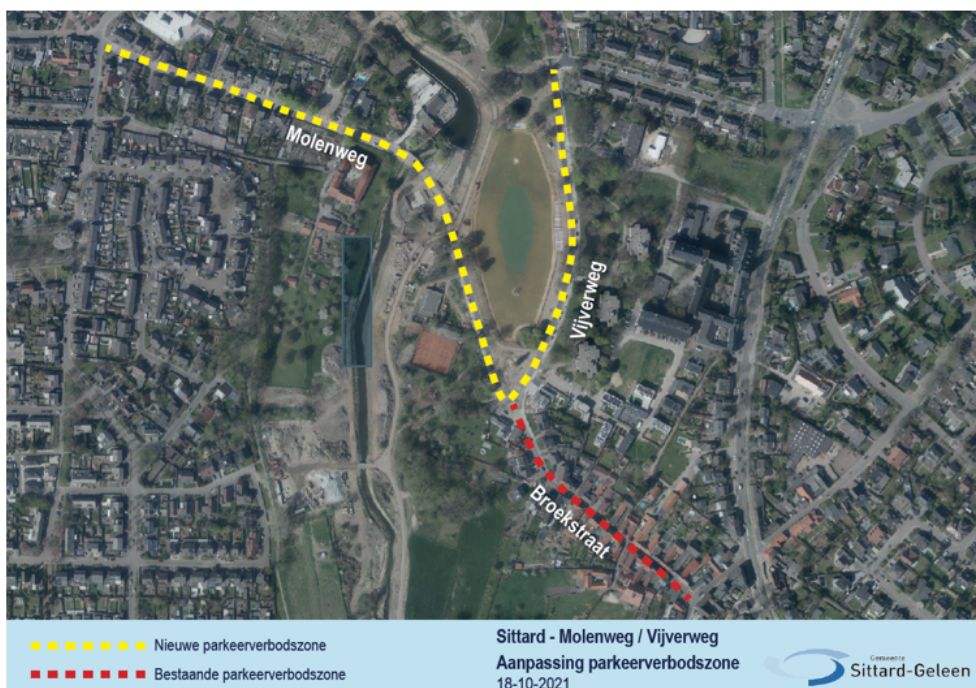 Molenweg
Vijverweg
Broekstraat
Nieuwe parkeerverbodszone
Bestaande parkeerverbodszone
Sittard - Molenweg / Vijverweg
Aanpassing parkeerverbodszone
18-10-2021
Gemeente
Sittard-Geleen